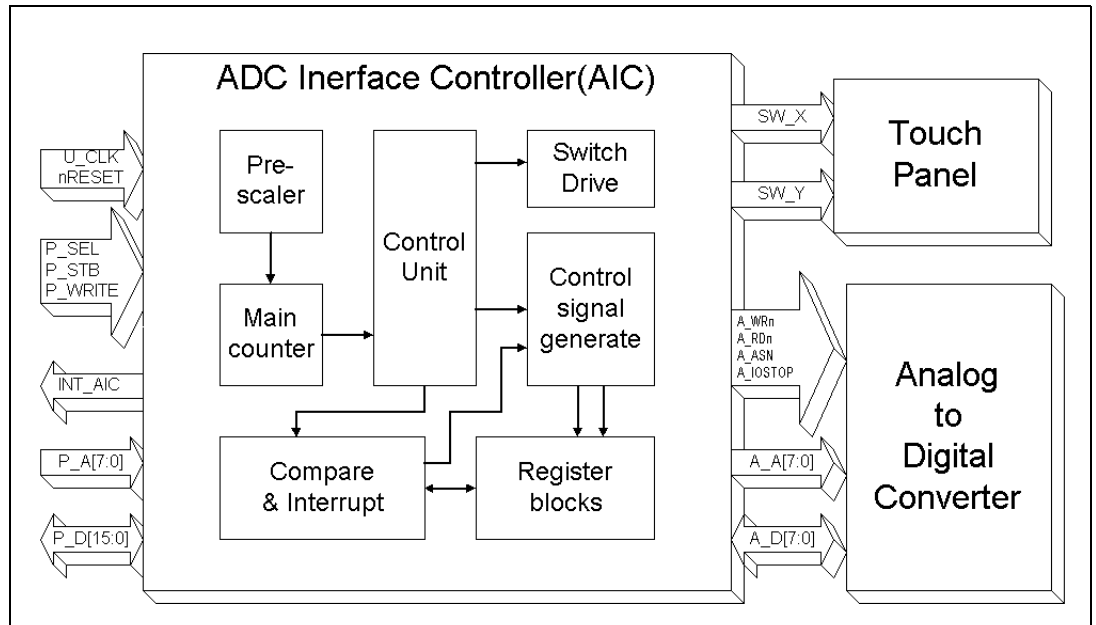 ADC Inerface Controller(AIC)
U_CLK
nRESET
P_SEL
P_STB
P_WRITE
INT_AIC
P_A[7:0]
P_D[15:0]
Pre-
scaler
Main
counter
Control
Unit
Switch
Drive
Control
signal
generate
Compare
& Interrupt
Register
blocks
SW_X
SW_Y
A_WRn
A_RDn
A_ASN
A_IOSTOP
A_A[7:0]
A_D[7:0]
Touch
Panel
Analog
to
Digital
Converter